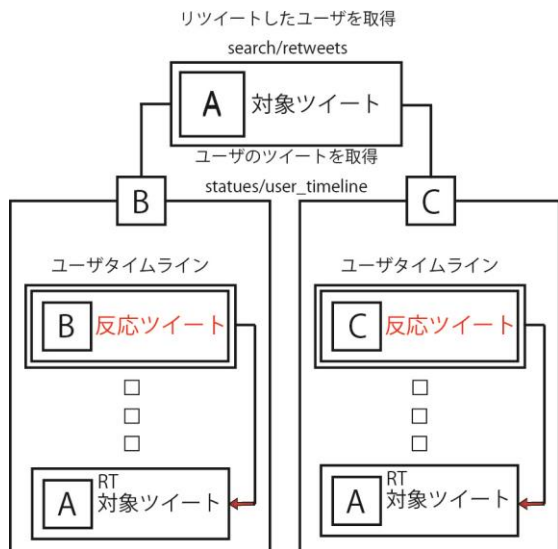 リツイートしたユーザを取得
search/retweets
A 対象ツイート
ユーザのツイートを取得
statues/user_timeline
B
C
ユーザタイムライン
B 反応ツイート
□
□
□
RT
A 対象ツイート
ユーザタイムライン
C 反応ツイート
□
□
□
RT
A 対象ツイート